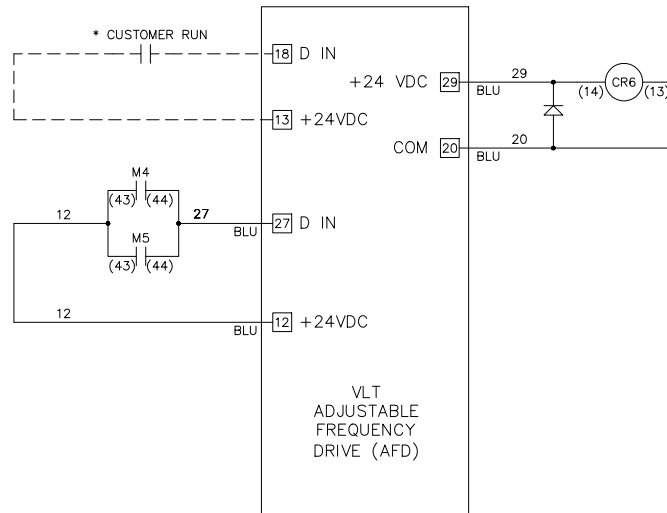 * CUSTOMER RUN
18 D IN
+24 VDC 29 29
BLU
(14) CR6 (13)
13 +24VDC
COM 20 20
BLU
M4
(43) (44)
12
27
BLU
27 D IN
M5
(43) (44)
12
BLU
12 +24VDC
VLT
ADJUSTABLE
FREQUENCY
DRIVE (AFD)